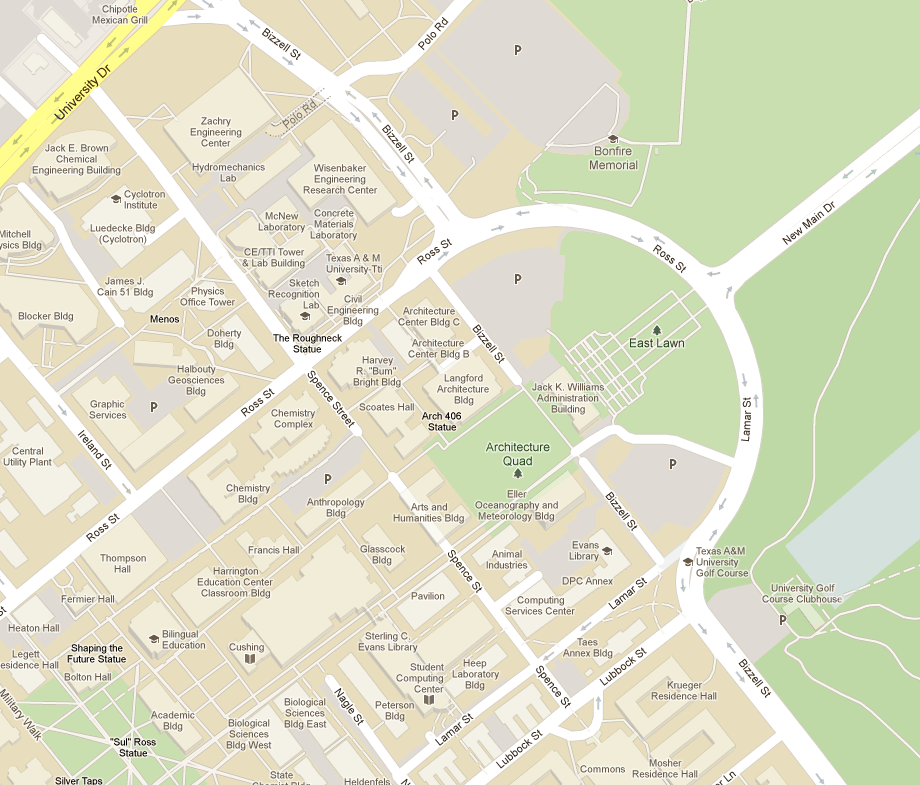 Chipotle
Mexican Grill
Bizzell St
Polo Rd
P
University Dr
Polo Rd
P
Zachry
Engineering
Center
Bizzell St
Bonfire
Memorial
Jack E. Brown
Chemical
Engineering Building
Hydromechanics
Lab
Wisenbaker
Engineering
Research Center
Cyclotron
Institute
Luedecke Bldg
(Cyclotron)
McNew
Laboratory
Concrete
Materials
Laboratory
New Main Dr
Mitchell
ysics Bldg
CE/TTI Tower
& Lab Building
Texas A & M
University-Tti
Ross St
Ross St
James J.
Cain 51 Bldg
Physics
Office Tower
Sketch
Recognition
Lab
Civil
Engineering
Bldg
P
Blocker Bldg
Menos
Doherty
Bldg
The Roughneck
Statue
Architecture
Center Bldg C
Architecture
Center Bldg B
Bizzell St
East Lawn
Halbouty
Geosciences
Bldg
Harvey
R. "Bum"
Bright Bldg
Langford
Architecture
Bldg
Jack K. Williams
Administration
Building
Graphic
Services
P
Ross St
Spence Street
Scoates Hall
Arch 406
Statue
Lamar St
Chemistry
Complex
Central
Utility Plant
Ireland St
Architecture
Quad
P
P
Chemistry
Bldg
Anthropology
Bldg
Arts and
Humanities Bldg
Eller
Oceanography and
Meteorology Bldg
Bizzell St
Ross St
Thompson
Hall
Francis Hall
Glasscock
Bldg
Spence St
Animal
Industries
Evans
Library
Texas A&M
University
Golf Course
Harrington
Education Center
Classroom Bldg
DPC Annex
Lamar St
University Golf
Course Clubhouse
P
Fermier Hall
Pavilion
Computing
Services Center
St
Heaton Hall
Bilingual
Education
Sterling C.
Evans Library
Taes
Annex Bldg
Legett
esidence Hall
Shaping the
Future Statue
Bolton Hall
Cushing
Student
Computing
Center
Heep
Laboratory
Bldg
Spence St
Lubbock St
Bizzell St
Krueger
Residence Hall
Military Walk
Academic
Bldg
Biological
Sciences
Bldg West
Biological
Sciences
Bldg East
Nagle St
Peterson
Bldg
Lamar St
Lubbock St
"Sul" Ross
Statue
Silver Taps
State
Chemist
Heldenfels
N
Commons
Mosher
Residence Hall
er Ln